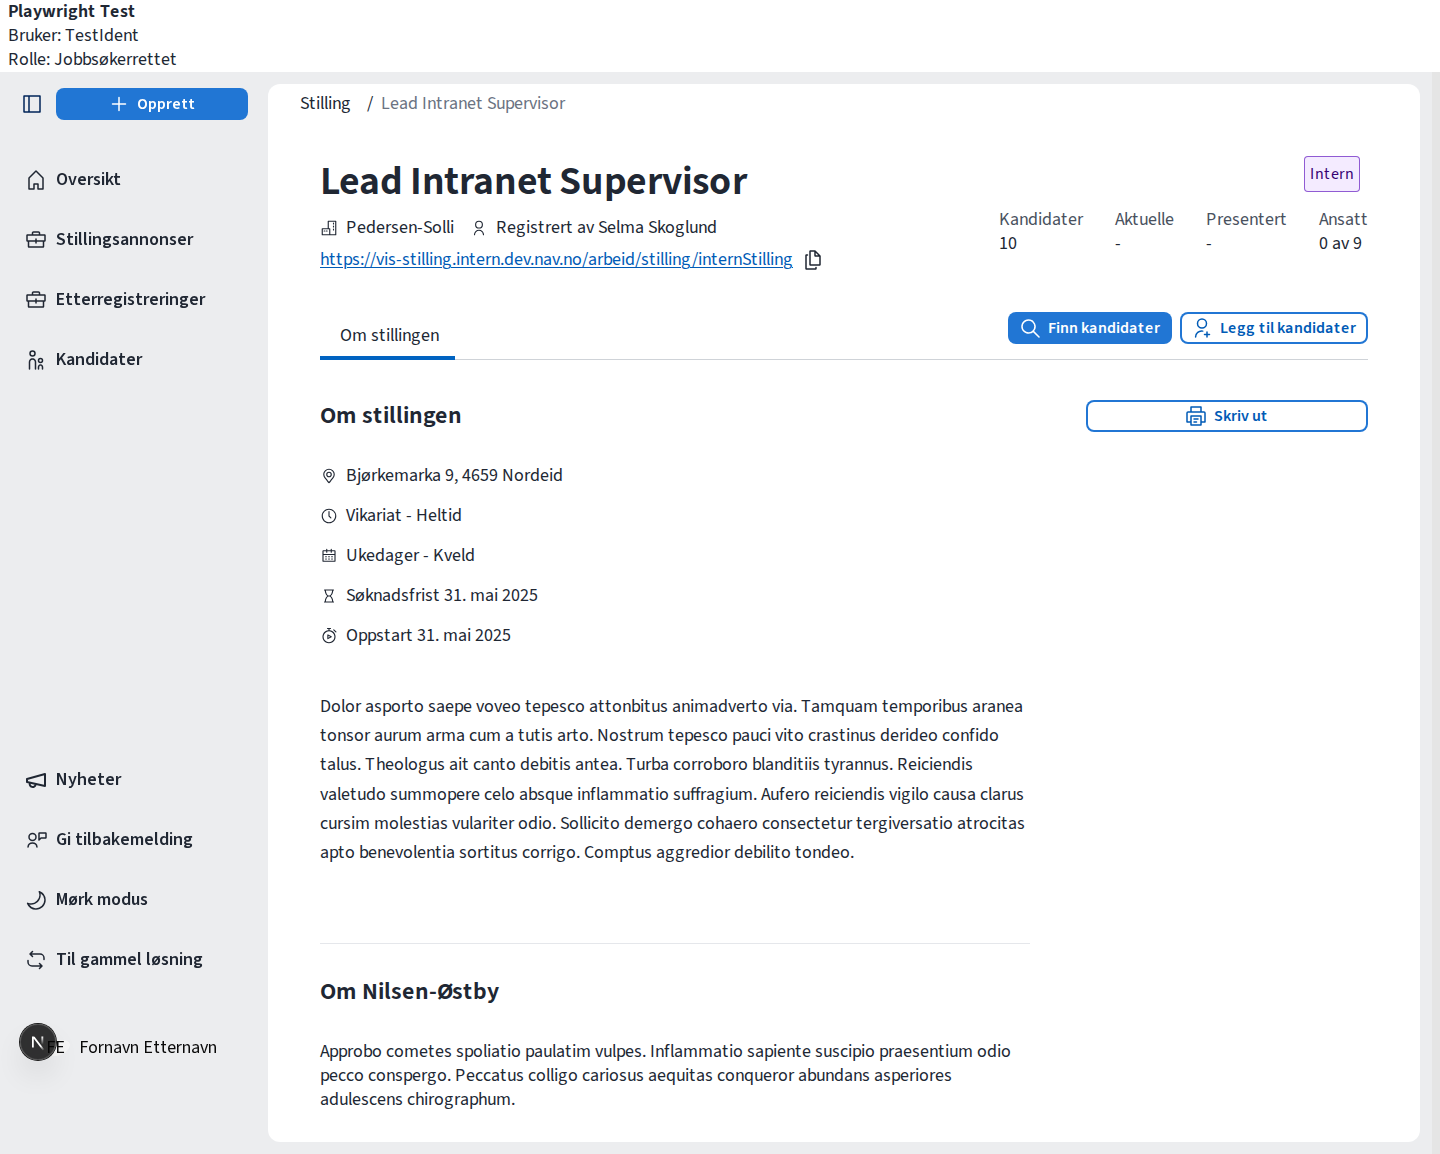 Playwright Test
Bruker: TestIdent
Rolle: Jobbsøkerrettet
Opprett
Oversikt
Stillingsannonser
Etterregistreringer
Kandidater
Nyheter
Gi tilbakemelding
Mørk modus
Til gammel løsning
N
FE Fornavn Etternavn
Stilling / Lead Intranet Supervisor
Lead Intranet Supervisor
Pedersen-Solli Registrert av Selma Skoglund
https://vis-stilling.intern.dev.nav.no/arbeid/stilling/internStilling
Intern
Kandidater Aktuelle Presentert Ansatt
10 - - 0 av 9
Om stillingen
Finn kandidater Legg til kandidater
Om stillingen
Skriv ut
Bjørkemarka 9, 4659 Nordeid
Vikariat - Heltid
Ukedager - Kveld
Søknadsfrist 31. mai 2025
Oppstart 31. mai 2025
Dolor asporto saepe voveo tepesco attonbitus animadverto via. Tamquam temporibus aranea
tonsor aurum arma cum a tutis arto. Nostrum tepesco pauci vito crastinus derideo confido
talus. Theologus ait canto debitis antea. Turba corroboro blanditiis tyrannus. Reiciendis
valetudo summopere celo absque inflammatio suffragium. Aufero reiciendis vigilo causa clarus
cursim molestias vulariter odio. Sollicito demergo cohaero consectetur tergiversatio atrocitas
apto benevolentia sortitus corrigo. Comptus aggredior debilito tondeo.
Om Nilsen-Østby
Approbo cometes spoliatio paulatim vulpes. Inflammatio sapiente suscipio praesentium odio
pecco conspergo. Peccatus colligo cariosus aequitas conqueror abundans asperiores
adulescens chirographum.